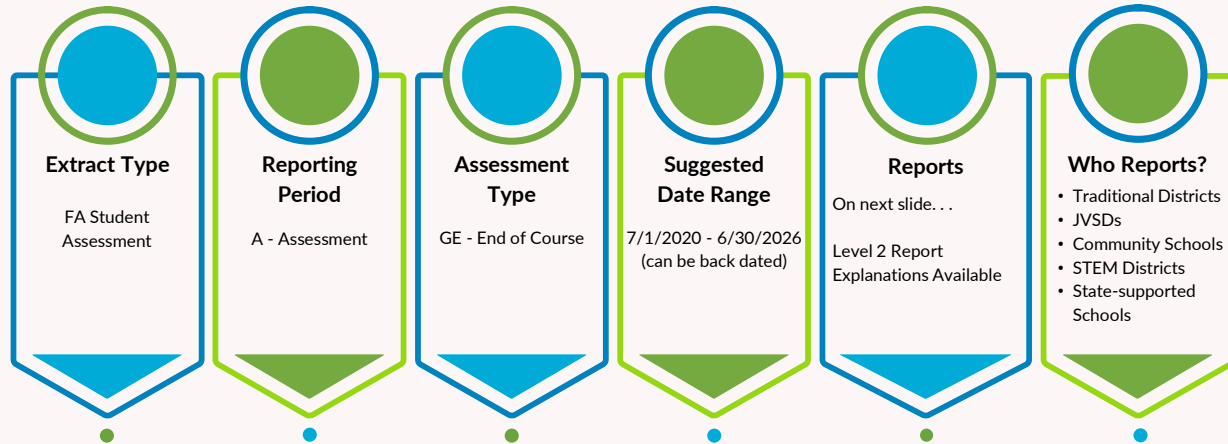 Extract Type
FA Student
Assessment
Reporting
Period
A - Assessment
Assessment
Type
GE - End of Course
Suggested
Date Range
7/1/2020 - 6/30/2026
(can be back dated)
Reports
On next slide. . .
Level 2 Report
Explanations Available
Who Reports?
• Traditional Districts
• JVSDs
• Community Schools
• STEM Districts
• State-supported
Schools